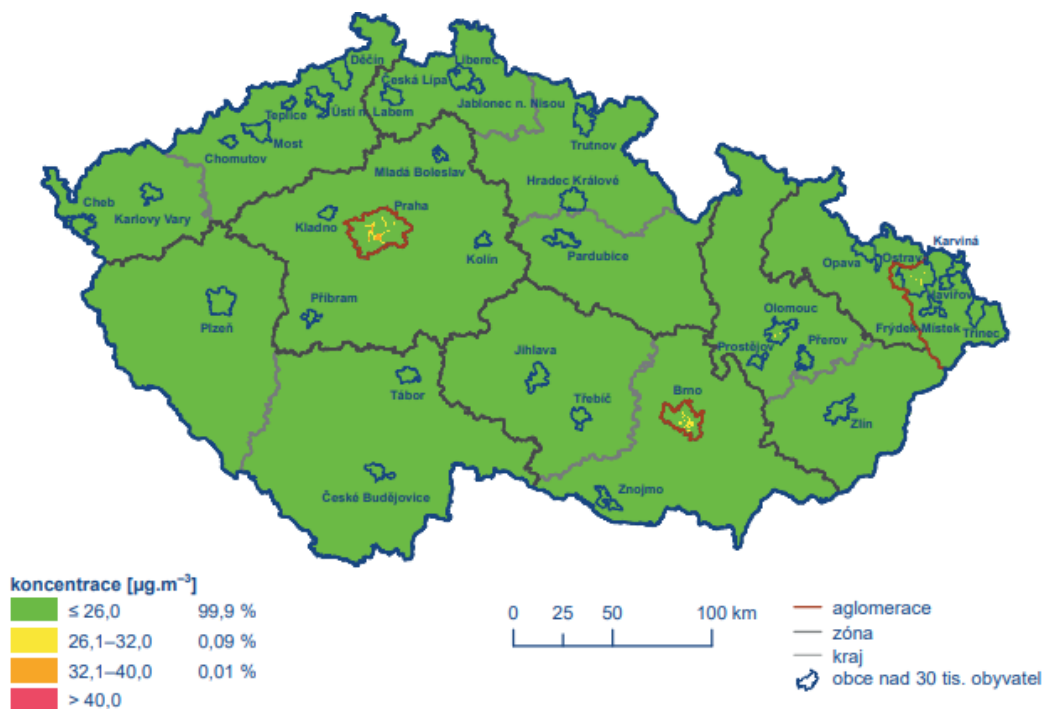 Děčín
Liberec
Česká Lípa
Jablonec n. Nisou
Teplice
Ústí n. Labem
Most
Chomutov
Trutnov
Mladá Boleslav
Hradec Králové
Cheb
Karlovy Vary
Praha
Kladno
Kolín
Pardubice
Karviná
Opava
Ostrava
Havířov
Plzeň
Příbram
Olomouc
Frýdek Místek
Třinec
Prostějov
Přerov
Jihlava
Tábor
Třebíč
Brno
Zlín
České Budějovice
Znojmo
koncentrace [µg.m⁻³]
≤ 26,0 99,9 %
26,1–32,0 0,09 %
32,1–40,0 0,01 %
> 40,0
0 25 50 100 km
aglomerace
zóna
kraj
obce nad 30 tis. obyvatel